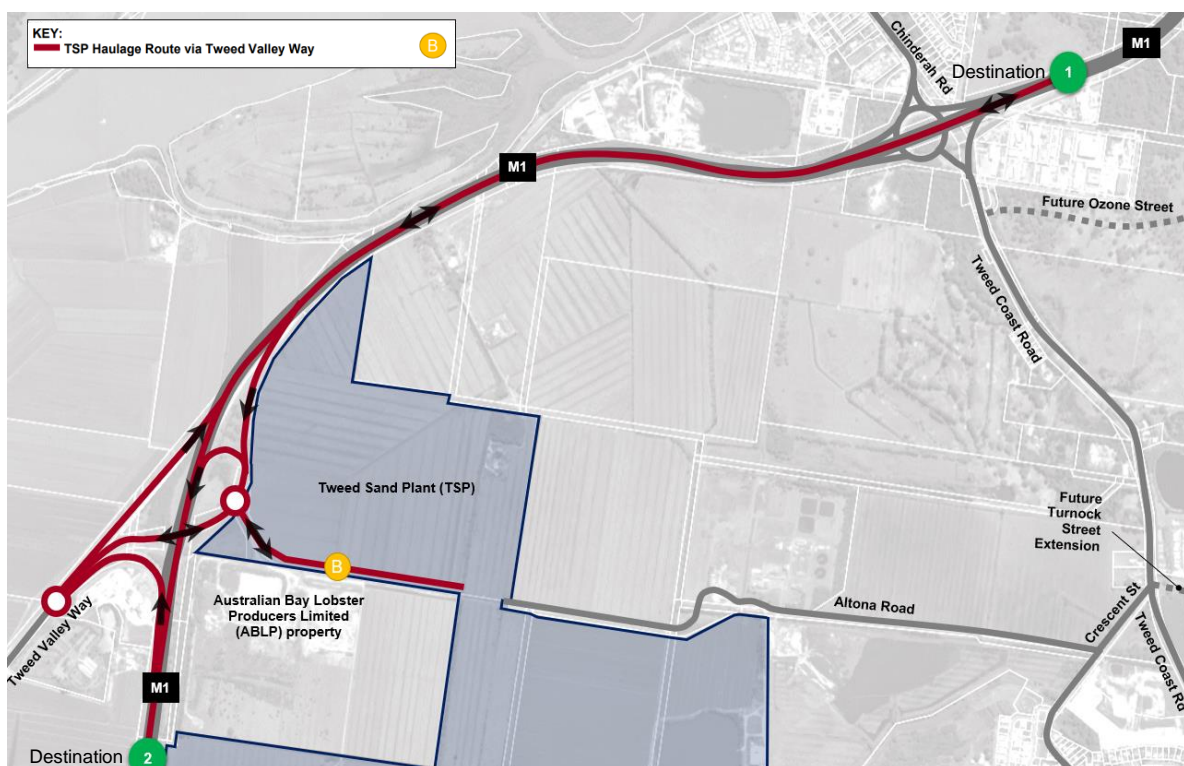 KEY:
TSP Haulage Route via Tweed Valley Way
B
M1
Destination 1
Chinderah Rd
M1
Future Ozone Street
Tweed Coast Road
Tweed Sand Plant (TSP)
Future
Turnock
Street
Extension
B
Australian Bay Lobster
Producers Limited
(ABLP) property
Altona Road
Crescent St
Tweed Valley Way
Tweed Coast Rd
M1
Destination 2